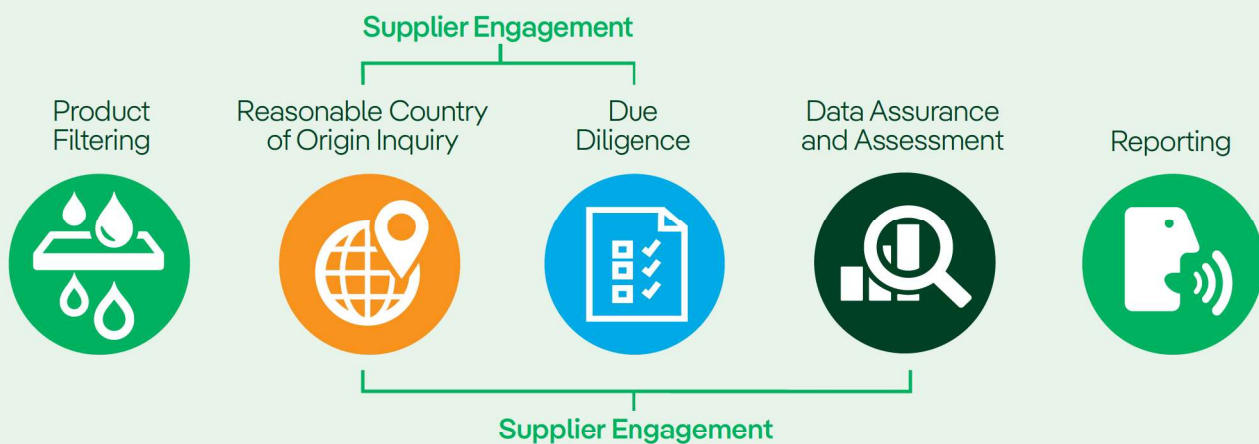 Supplier Engagement
Product
Filtering
Reasonable Country
of Origin Inquiry
Due
Diligence
Data Assurance
and Assessment
Reporting
Supplier Engagement